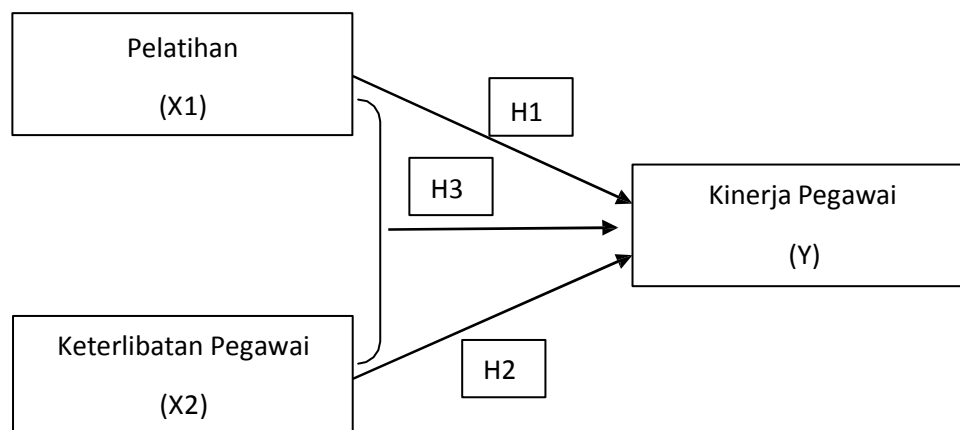 Pelatihan
(X1)
H1
H3
Kinerja Pegawai
(Y)
Keterlibatan Pegawai
(X2)
H2